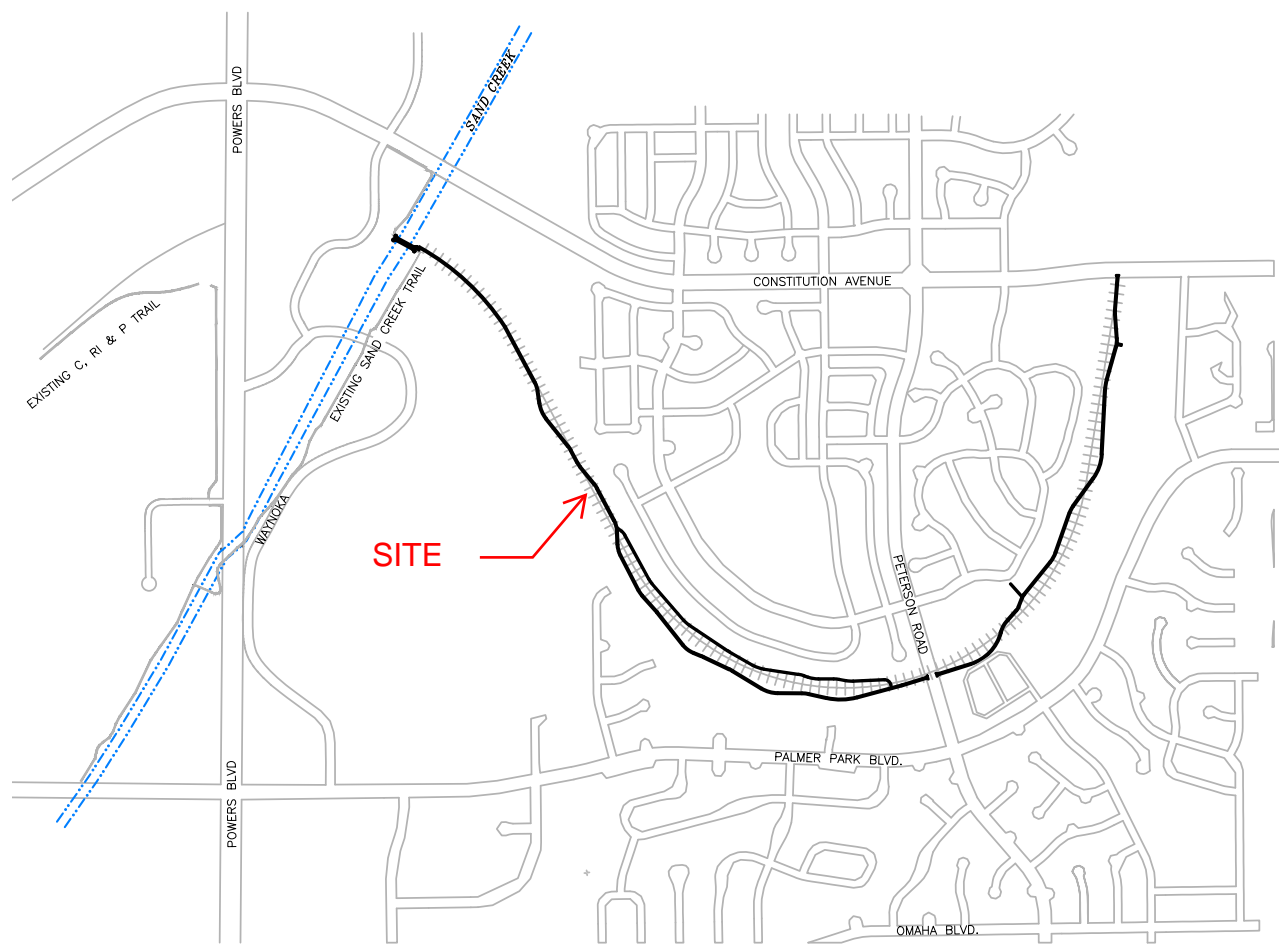 POWERS BLVD
SAND CREEK
EXISTING C, RI & P TRAIL
EXISTING SAND CREEK TRAIL
CONSTITUTION AVENUE
WAYNOKA
SITE
PETERSON ROAD
PALMER PARK BLVD.
POWERS BLVD
OMAHA BLVD.